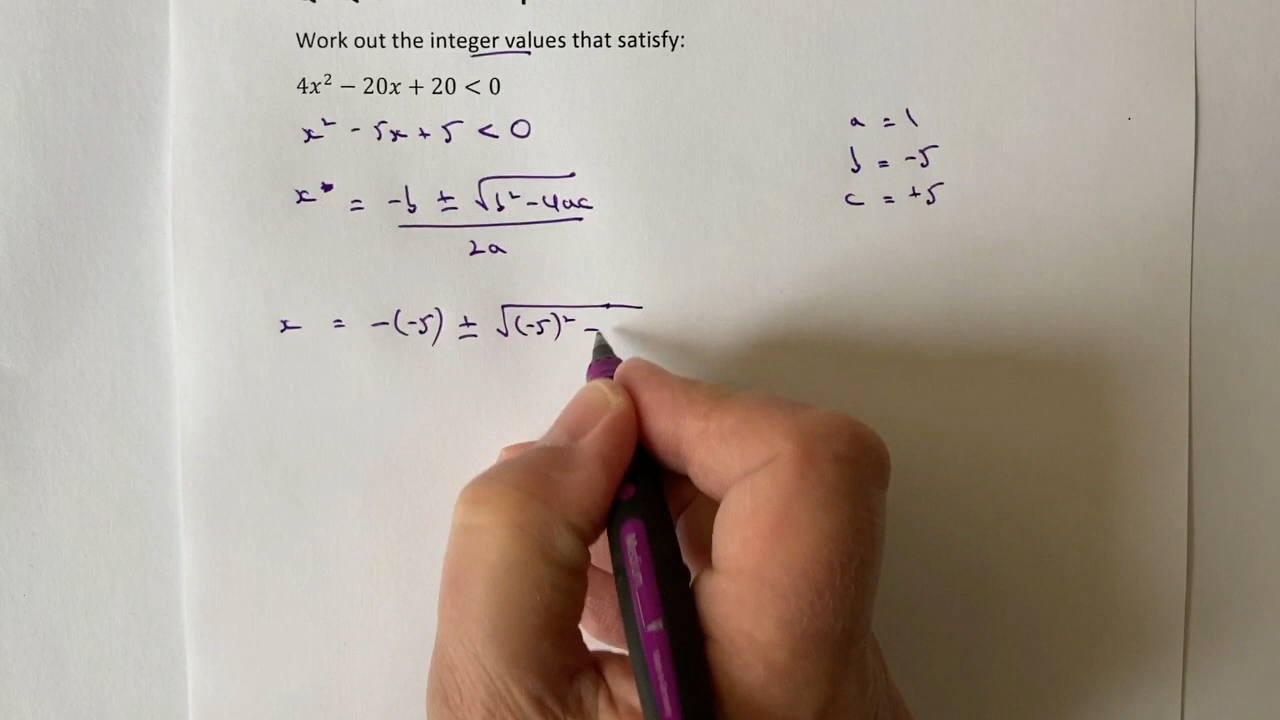 Work out the integer values that satisfy:
4x² − 20x + 20 < 0
x² - 5x + 5 < 0
a = 1
b = -5
c = +5
x = -b ± √b² - 4ac
2a
x = -(-5) ± √(-5)² -
Medium